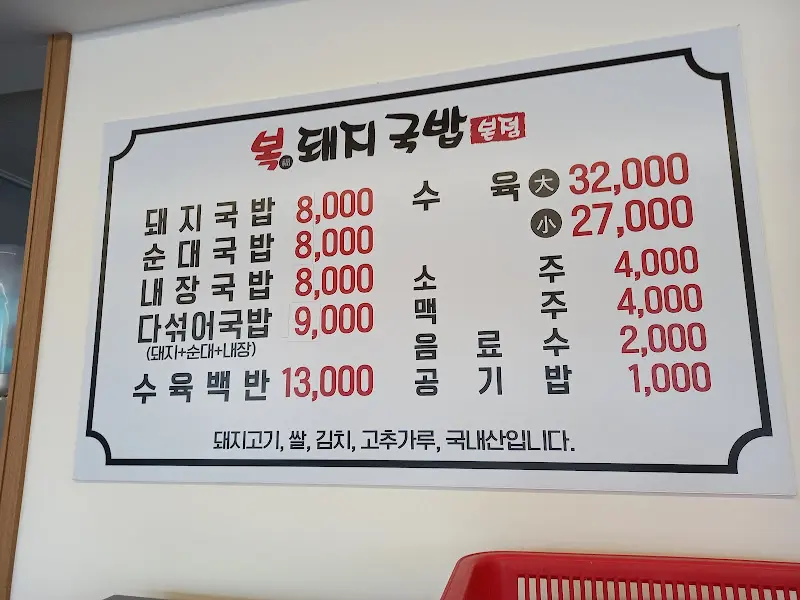 복 福 돼지국밥 본점
돼지국밥 8,000
순대국밥 8,000
내장국밥 8,000
다섞어국밥 9,000
(돼지+순대+내장)
수육백반 13,000
수육 大 32,000
小 27,000
소주 4,000
맥주 4,000
음료수 2,000
공기밥 1,000
돼지고기, 쌀, 김치, 고추가루, 국내산입니다.